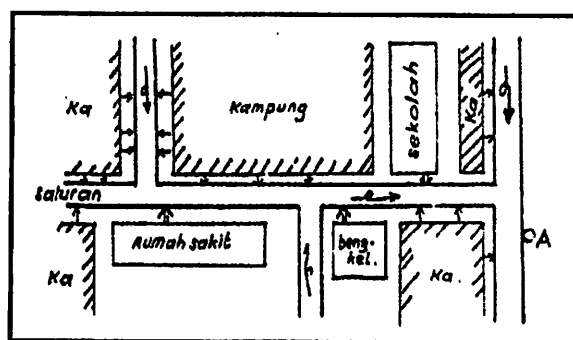 Ka
Kampung
sekolah
Ka
saluran
Rumah sakit
beng-
kel.
Ka
Ka.
A